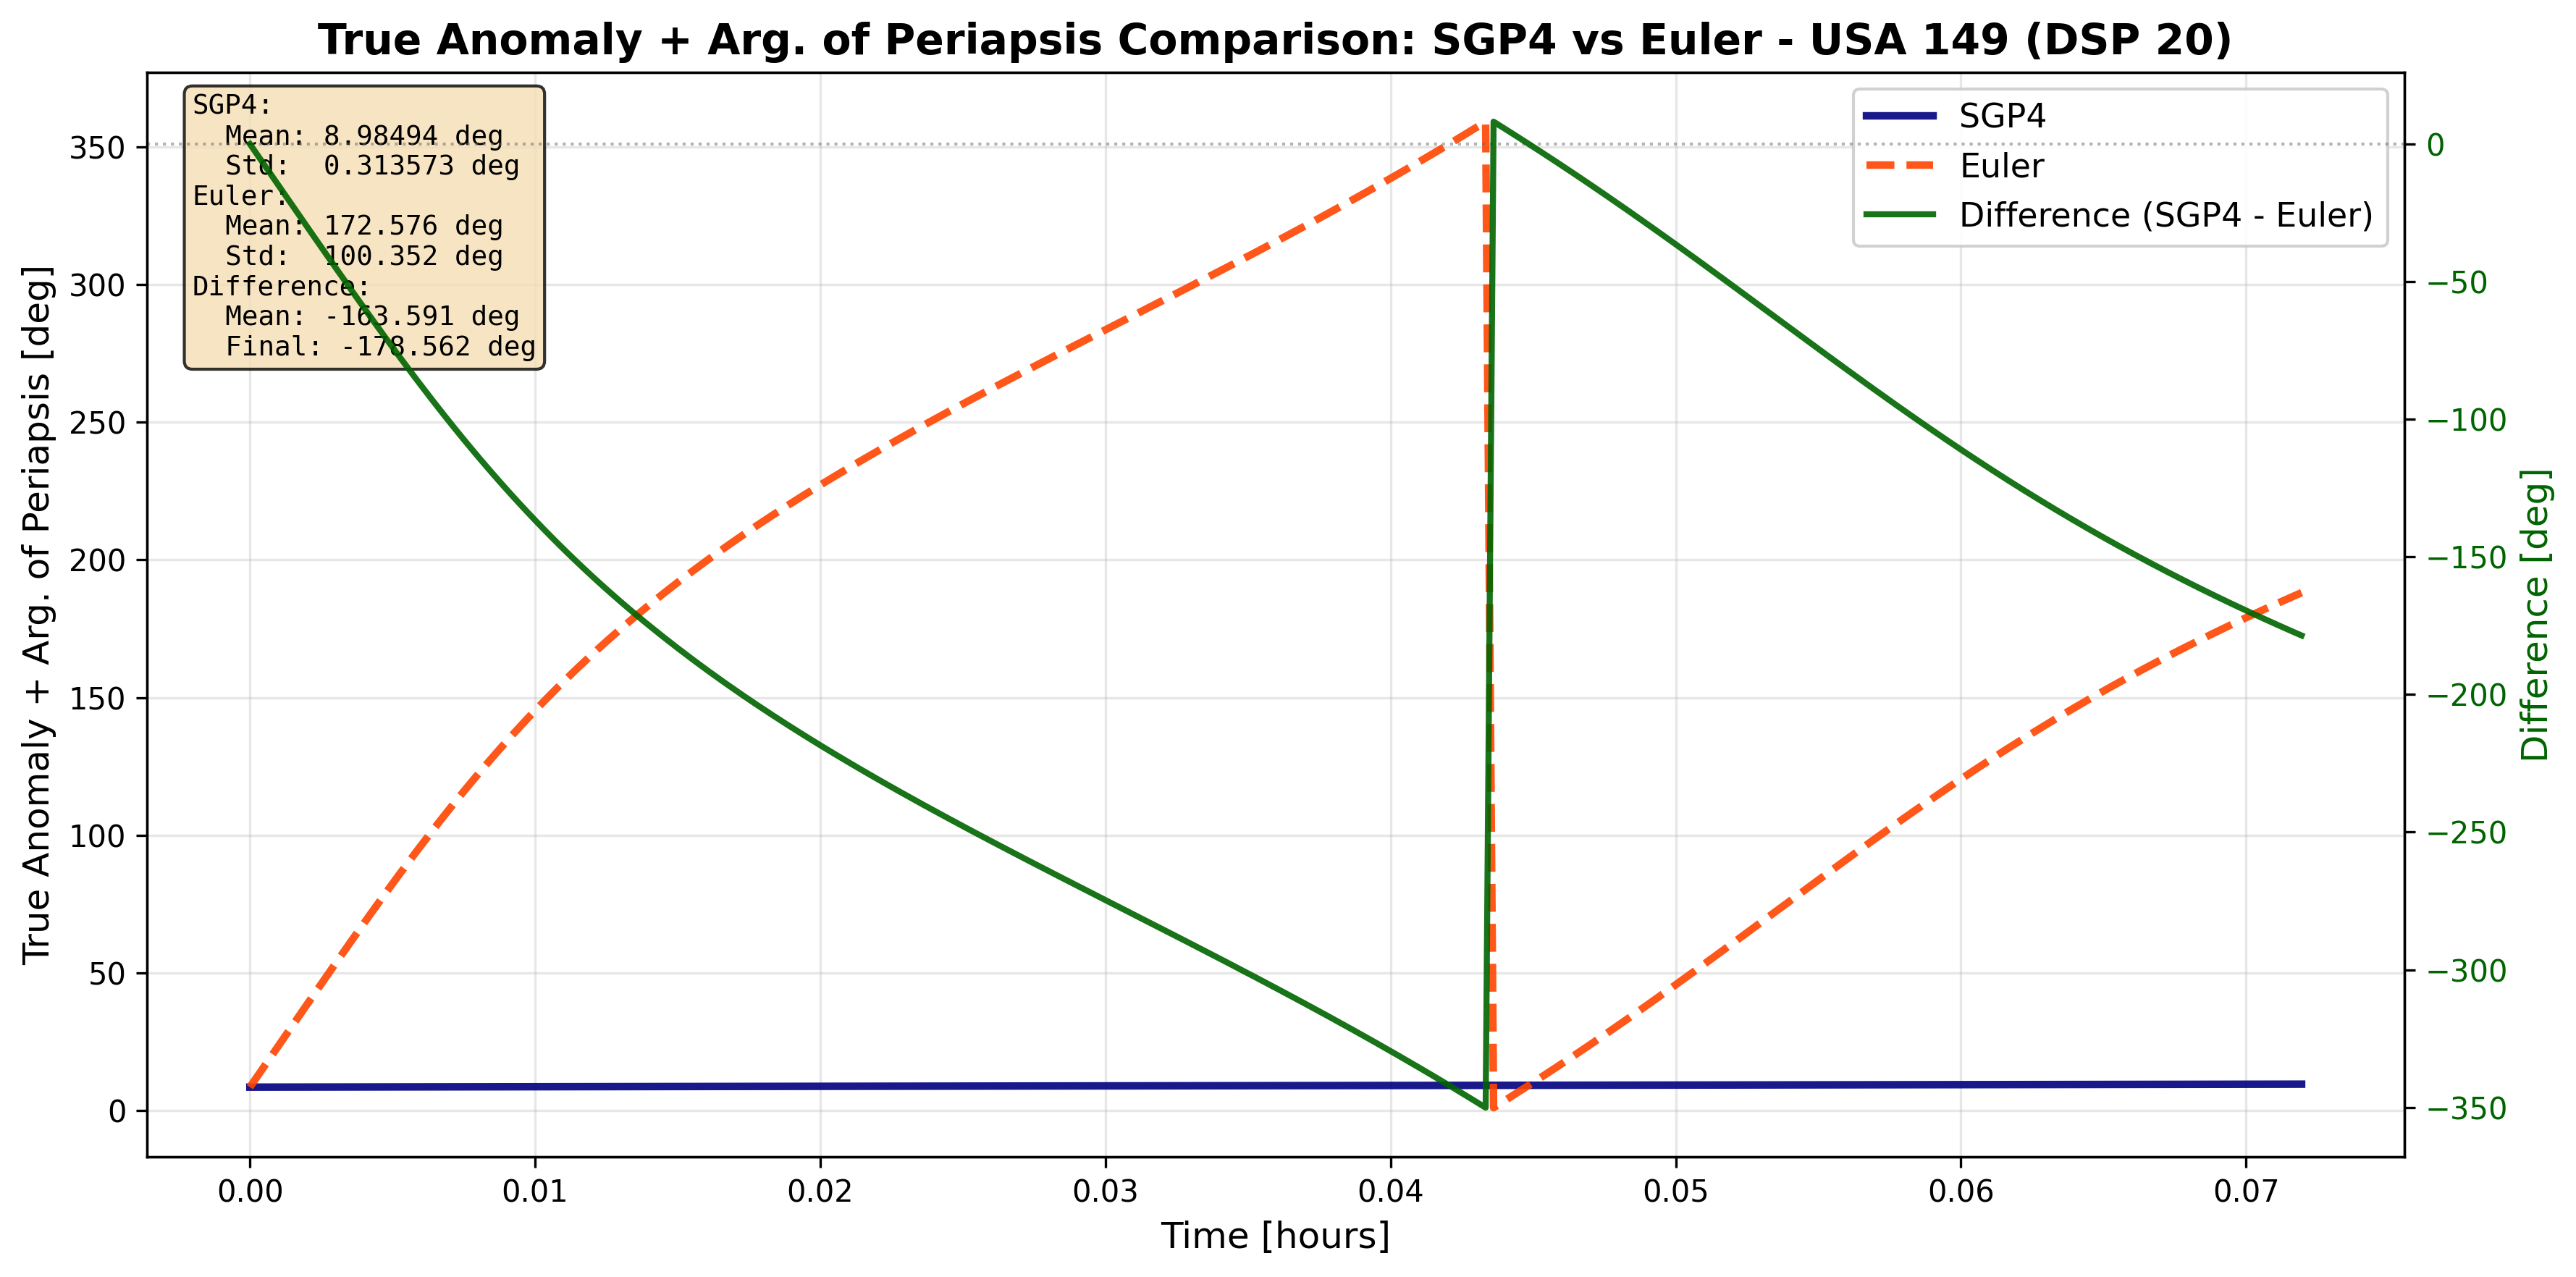 True Anomaly + Arg. of Periapsis Comparison: SGP4 vs Euler - USA 149 (DSP 20)
SGP4:
Mean: 8.98494 deg
Std: 0.313573 deg
Euler:
Mean: 172.576 deg
Std: 100.352 deg
Difference:
Mean: -163.591 deg
Final: -178.562 deg
SGP4
Euler
Difference (SGP4 - Euler)
True Anomaly + Arg. of Periapsis [deg]
350
300
250
200
150
100
50
0
0
−50
−100
−150
−200
−250
−300
−350
Difference [deg]
0.00
0.01
0.02
0.03
0.04
0.05
0.06
0.07
Time [hours]